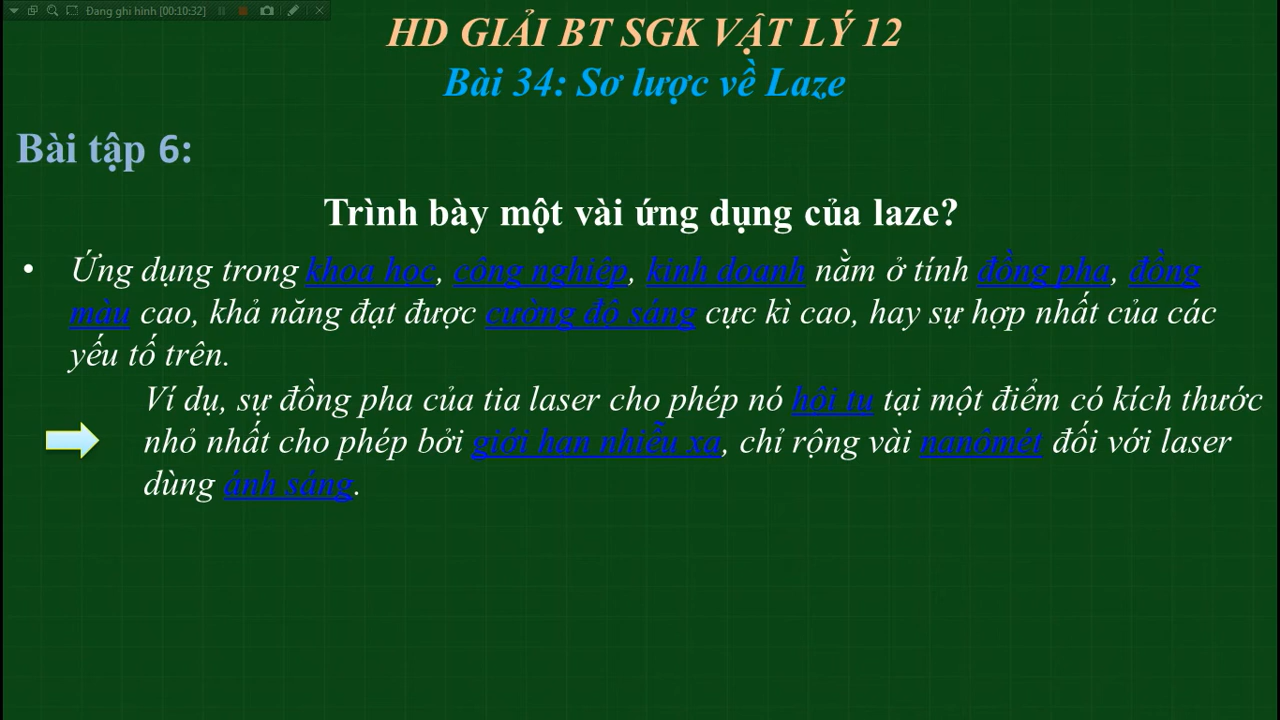 Đang ghi hình [00:10:32]
HD GIẢI BT SGK VẬT LÝ 12
Bài 34: Sơ lược về Laze
Bài tập 6:
Trình bày một vài ứng dụng của laze?
• Ứng dụng trong khoa học, công nghiệp, kinh doanh nằm ở tính đồng pha, đồng
màu cao, khả năng đạt được cường độ sáng cực kì cao, hay sự hợp nhất của các
yếu tố trên.
Ví dụ, sự đồng pha của tia laser cho phép nó hội tụ tại một điểm có kích thước
nhỏ nhất cho phép bởi giới hạn nhiễu xạ, chỉ rộng vài nanômét đối với laser
dùng ánh sáng.